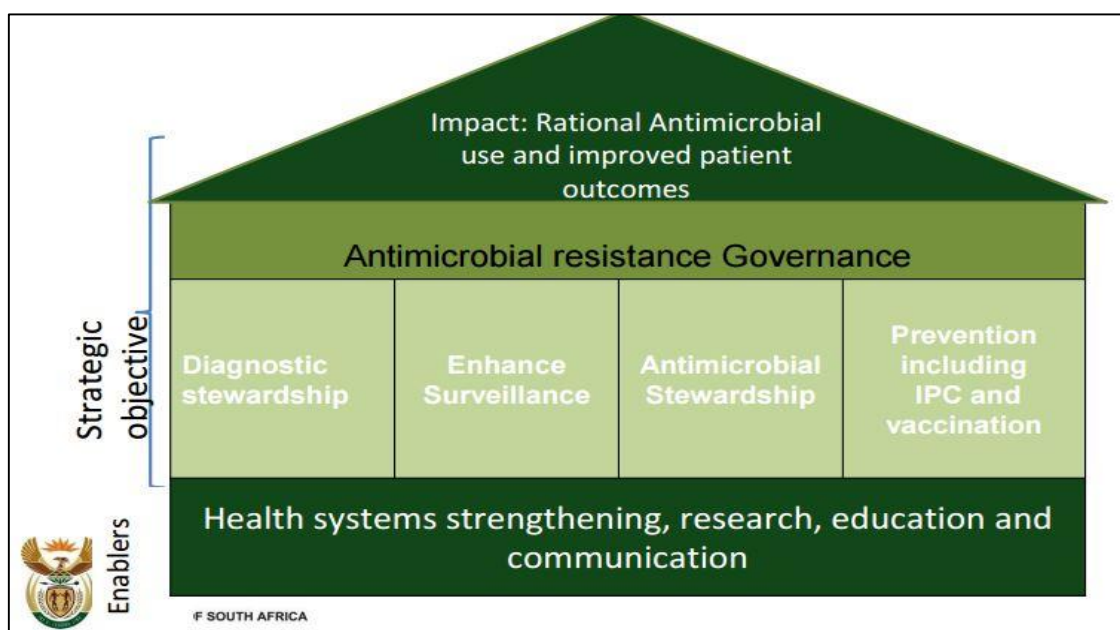 Impact: Rational Antimicrobial
use and improved patient
outcomes
Antimicrobial resistance Governance
Strategic
objective
Diagnostic
stewardship
Enhance
Surveillance
Antimicrobial
Stewardship
Prevention
including
IPC and
vaccination
Enablers
Health systems strengthening, research, education and
communication
F SOUTH AFRICA